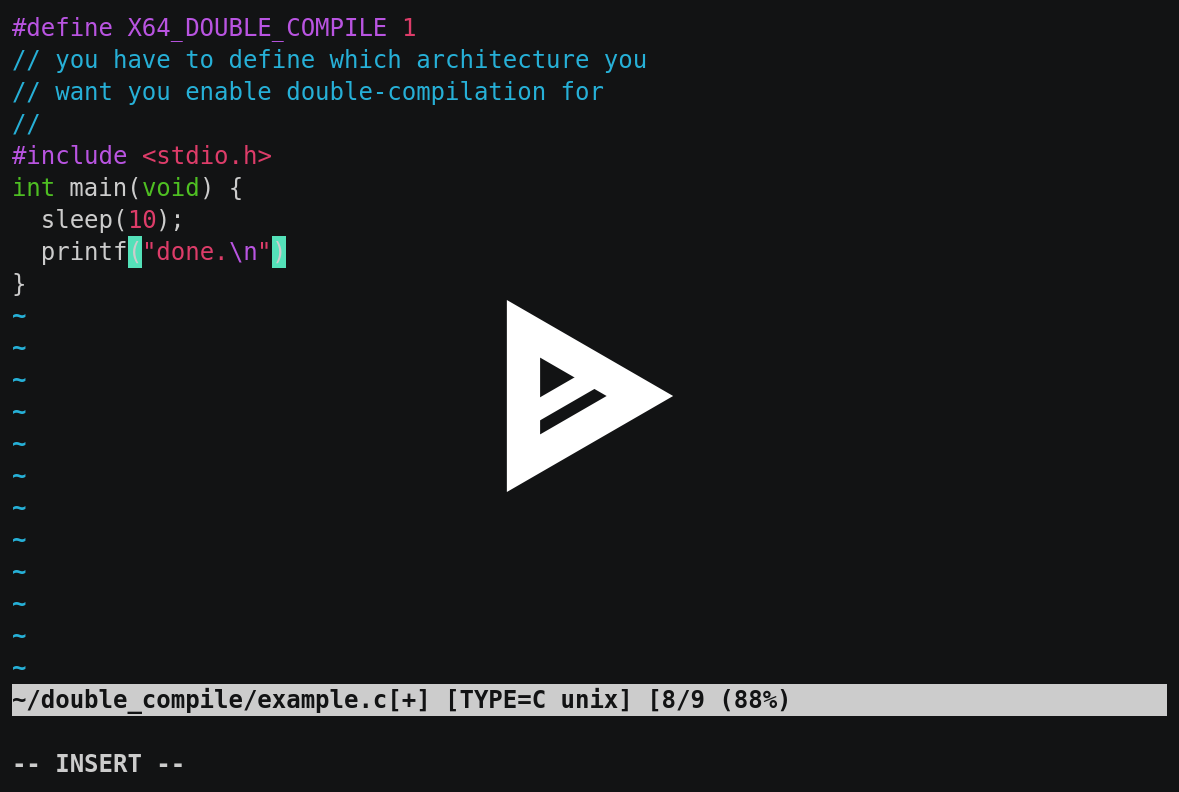 #define X64_DOUBLE_COMPILE 1
// you have to define which architecture you
// want you enable double-compilation for
//
#include <stdio.h>
int main(void) {
  sleep(10);
  printf("done.\n")
}
~
~
~
~
~
~
~
~
~
~
~
~
~/double_compile/example.c[+] [TYPE=C unix] [8/9 (88%)
-- INSERT --